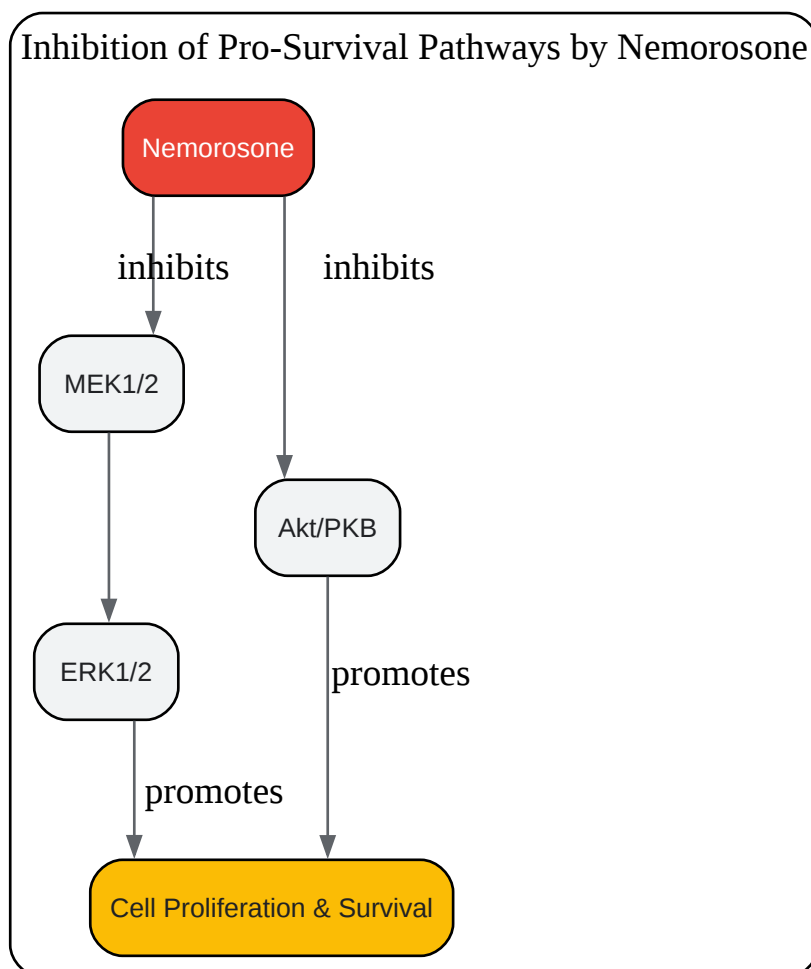 Inhibition of Pro-Survival Pathways by Nemorosone
Nemorosone
inhibits
inhibits
MEK1/2
Akt/PKB
ERK1/2
promotes
promotes
Cell Proliferation & Survival